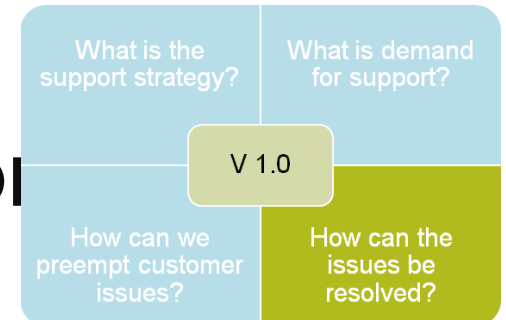 What is the
support strategy?
What is demand
for support?
V 1.0
How can we
preempt customer
issues?
How can the
issues be
resolved?